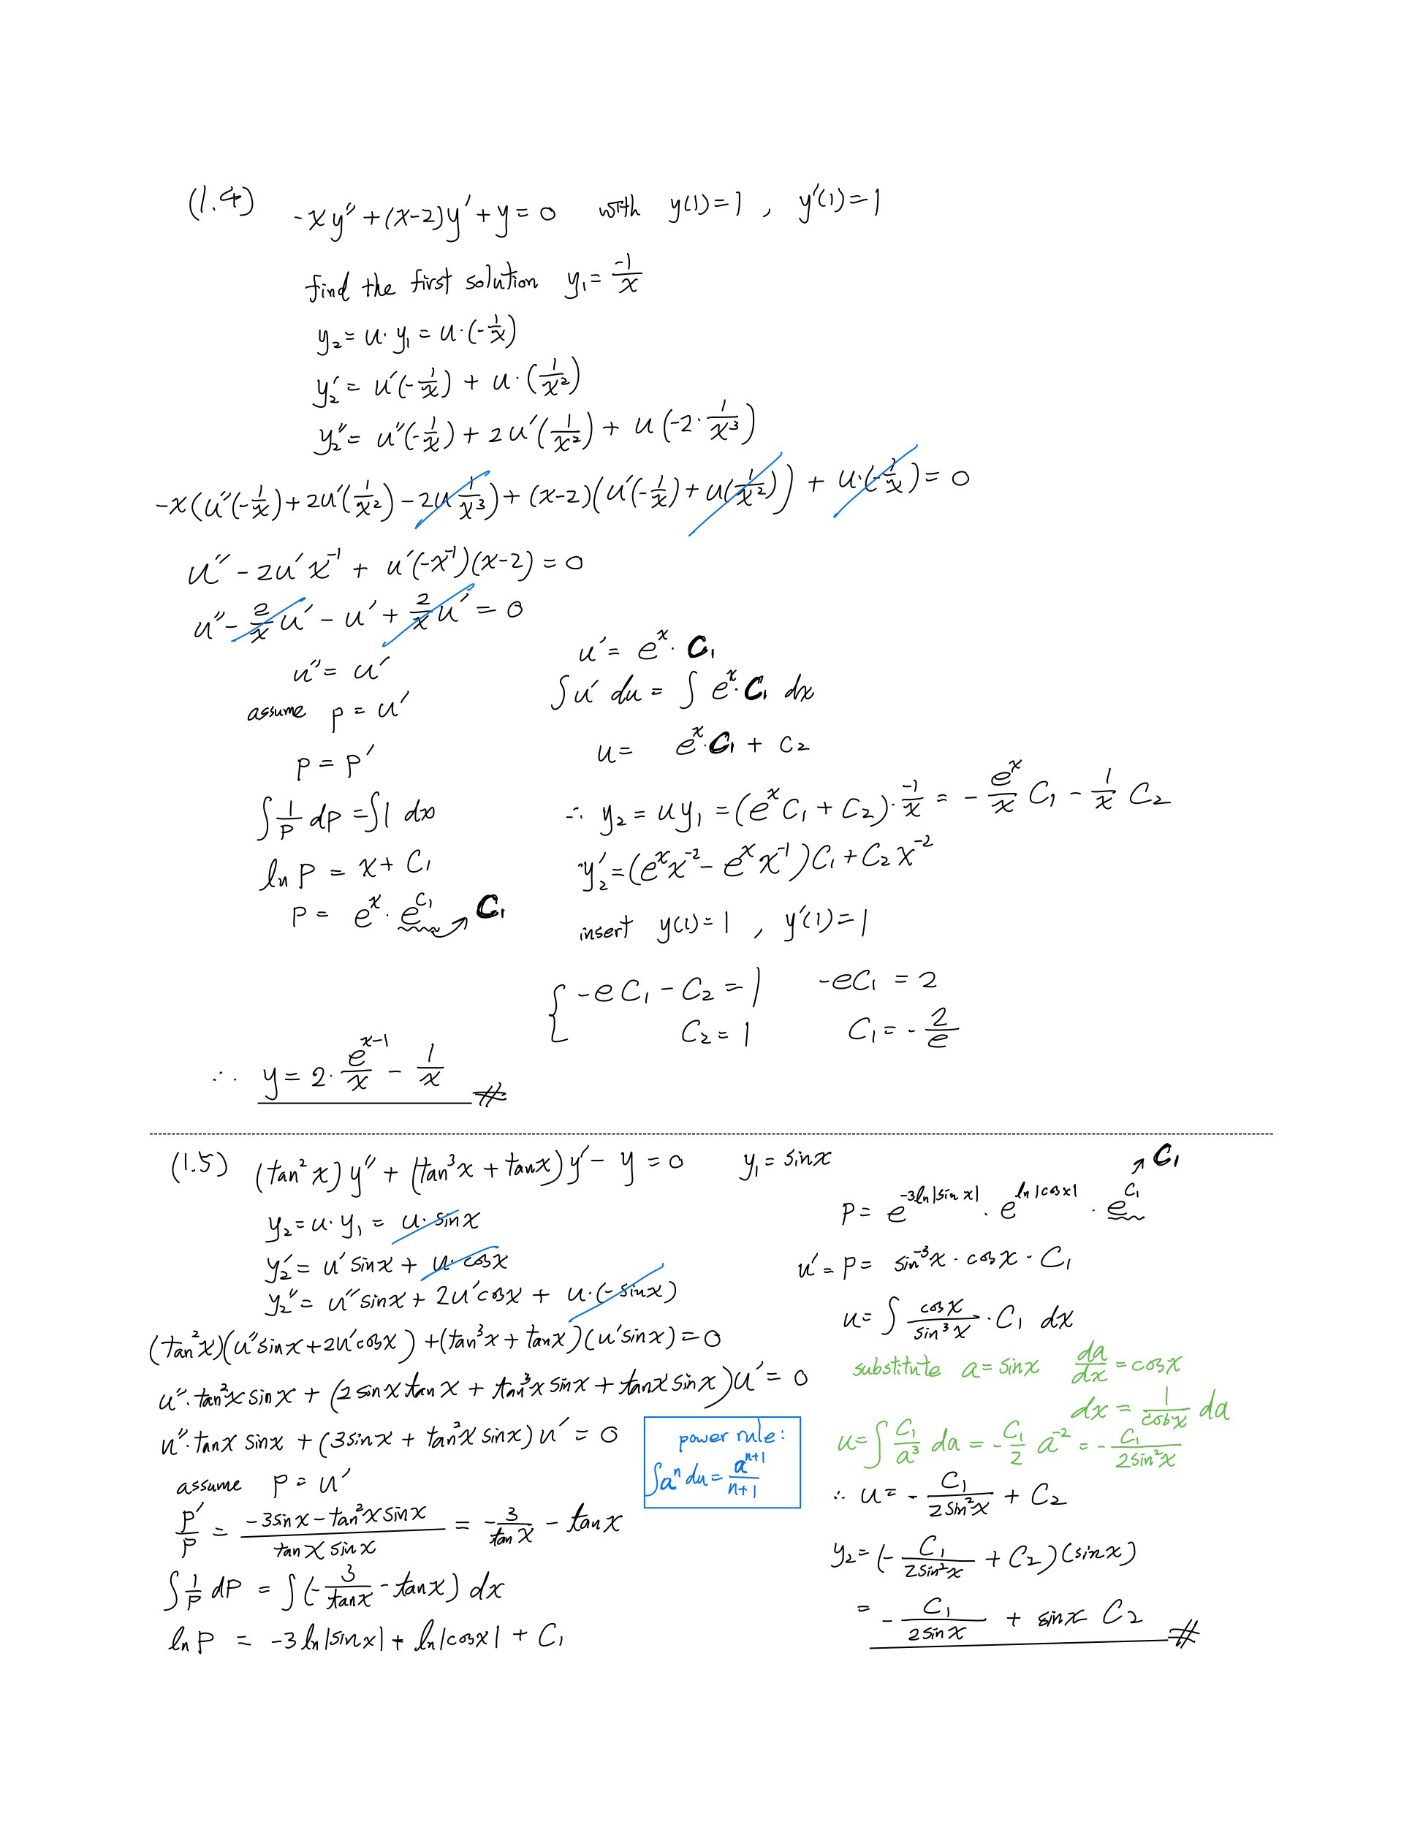 (1.4) -xy″ + (x-2)y′ + y = 0 with y(1)=1 , y′(1)=1
find the first solution y₁ = -1/x
y₂ = u·y₁ = u·(-1/x)
y₂′ = u′(-1/x) + u·(1/x²)
y₂″ = u″(-1/x) + 2u′(1/x²) + u(-2·1/x³)
-x(u″(-1/x)+2u′(1/x²)-2u1/x³)+(x-2)(u′(-1/x)+u(1/x²)) + u·(-1/x) = 0
u″ - 2u′x⁻¹ + u′(-x⁻¹)(x-2) = 0
u″ - 2/x u′ - u′ + 2/x u′ = 0
u″ = u′
assume p = u′
p = p′
∫1/p dp = ∫1 dx
ln p = x + C₁
p = eˣ·e^C₁ → C₁
u′ = eˣ·C₁
∫u′ du = ∫eˣ·C₁ dx
u = eˣ·C₁ + C₂
∴ y₂ = uy₁ = (eˣC₁ + C₂)·-1/x = -eˣ/x C₁ - 1/x C₂
y₂′ = (eˣx⁻² - eˣx⁻¹)C₁ + C₂x⁻²
insert y(1)=1 , y′(1)=1
{ -eC₁ - C₂ = 1 -eC₁ = 2
C₂ = 1 C₁ = -2/e
∴ y = 2·e^(x-1)/x - 1/x #
(1.5) (tan²x)y″ + (tan³x + tanx)y′ - y = 0 y₁ = sinx
y₂ = u·y₁ = u·sinx
y₂′ = u′sinx + u·cosx
y₂″ = u″sinx + 2u′cosx + u·(-sinx)
(tan²x)(u″sinx+2u′cosx) + (tan³x + tanx)(u′sinx) = 0
u″·tan²x sinx + (2sinx tanx + tan³x sinx + tanx sinx)u′ = 0
u″·tanx sinx + (3sinx + tan²x sinx)u′ = 0
assume p = u′
p′/p = (-3sinx - tan²x sinx)/(tanx sinx) = -3/tanx - tanx
∫1/p dp = ∫(-3/tanx - tanx) dx
ln p = -3ln|sinx| + ln|cosx| + C₁
power rule:
∫aⁿdu = aⁿ⁺¹/n+1
p = e^(-3ln|sinx|)·e^(ln|cosx|)·e^C₁ → C₁
u′ = p = sin⁻³x·cosx·C₁
u = ∫cosx/sin³x·C₁ dx
substitute a = sinx da/dx = cosx
dx = 1/cosx da
u = ∫C₁/a³ da = -C₁/2 a⁻² = -C₁/2sin²x
∴ u = -C₁/2sin²x + C₂
y₂ = (-C₁/2sin²x + C₂)(sinx)
= -C₁/2sinx + sinx C₂ #